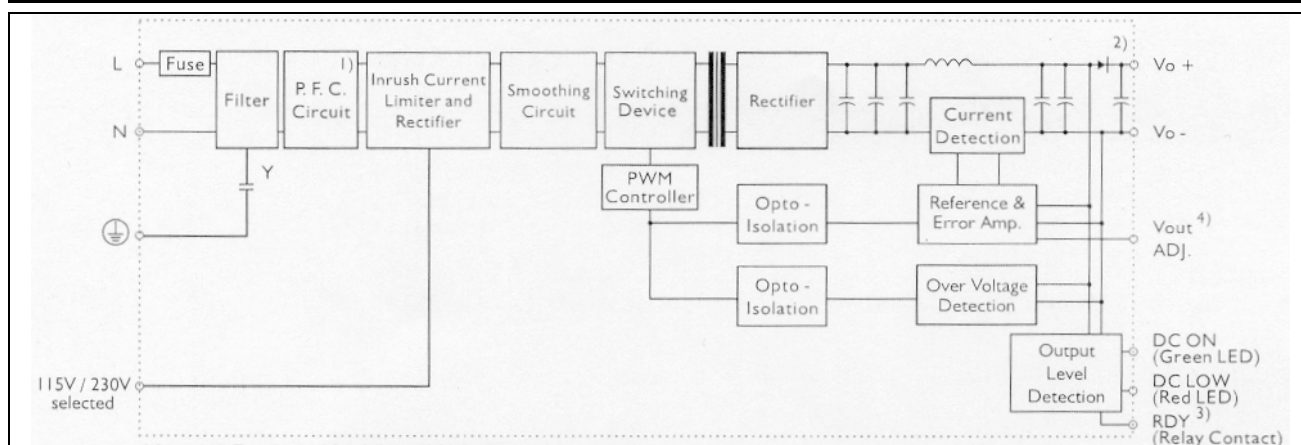 L
Fuse
Filter
1)
P. F. C.
Circuit
Inrush Current
Limiter and
Rectifier
Smoothing
Circuit
Switching
Device
Rectifier
2)
Vo +
N
Current
Detection
Vo -
Y
PWM
Controller
Opto -
Isolation
Reference &
Error Amp.
Vout 4)
ADJ.
Opto -
Isolation
Over Voltage
Detection
115V / 230V
selected
Output
Level
Detection
DC ON
(Green LED)
DC LOW
(Red LED)
RDY 3)
(Relay Contact)